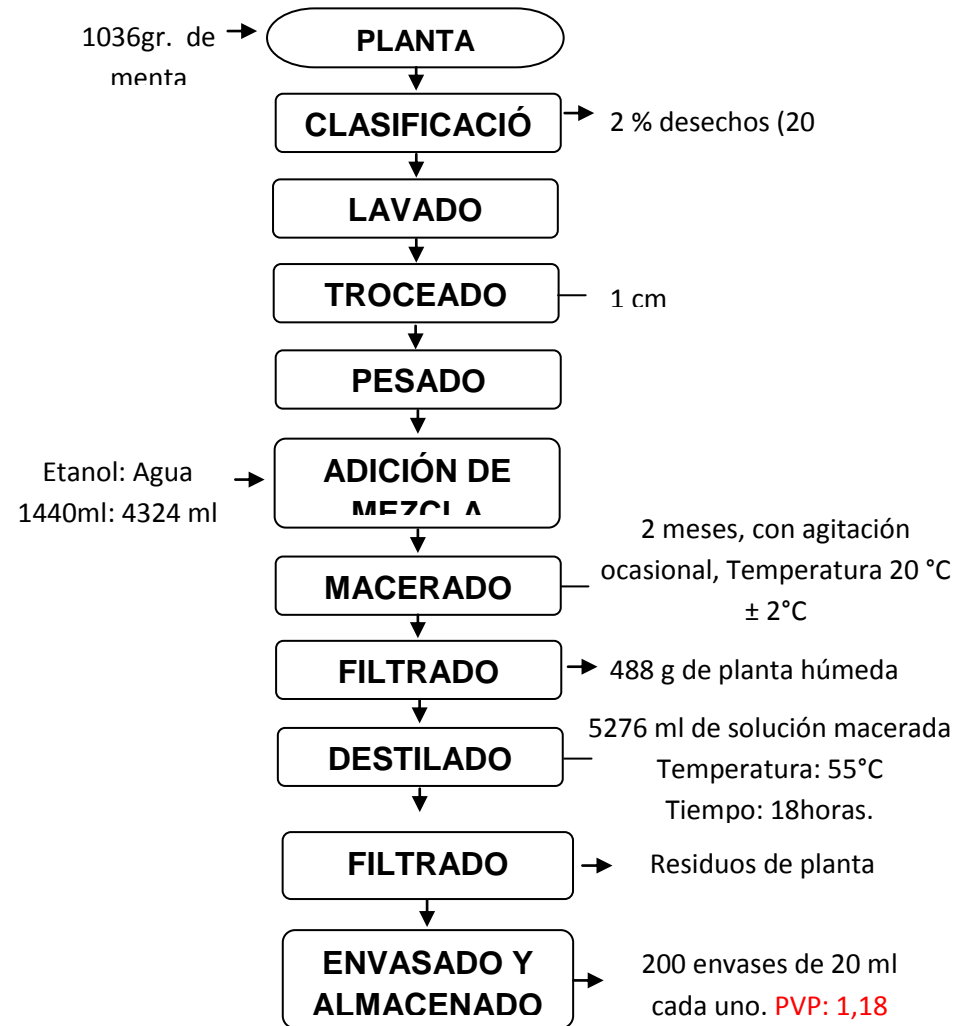 1036gr. de
menta
PLANTA
CLASIFICACIÓ
2 % desechos (20
LAVADO
TROCEADO
1 cm
PESADO
Etanol: Agua
1440ml: 4324 ml
ADICIÓN DE
MEZCLA
2 meses, con agitación
ocasional, Temperatura 20 °C
± 2°C
MACERADO
FILTRADO
488 g de planta húmeda
5276 ml de solución macerada
Temperatura: 55°C
Tiempo: 18horas.
DESTILADO
FILTRADO
Residuos de planta
ENVASADO Y
ALMACENADO
200 envases de 20 ml
cada uno. PVP: 1,18